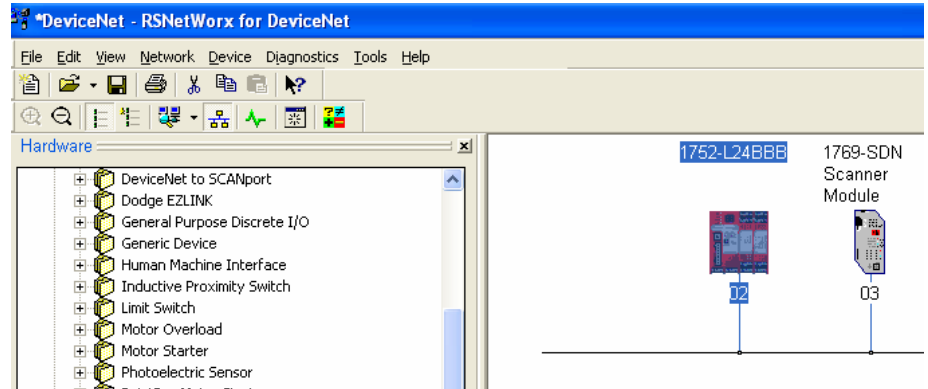 *DeviceNet - RSNetWorx for DeviceNet
File Edit View Network Device Diagnostics Tools Help
Hardware
DeviceNet to SCANport
Dodge EZLINK
General Purpose Discrete I/O
Generic Device
Human Machine Interface
Inductive Proximity Switch
Limit Switch
Motor Overload
Motor Starter
Photoelectric Sensor
1752-L24BBB
02
1769-SDN
Scanner
Module
03